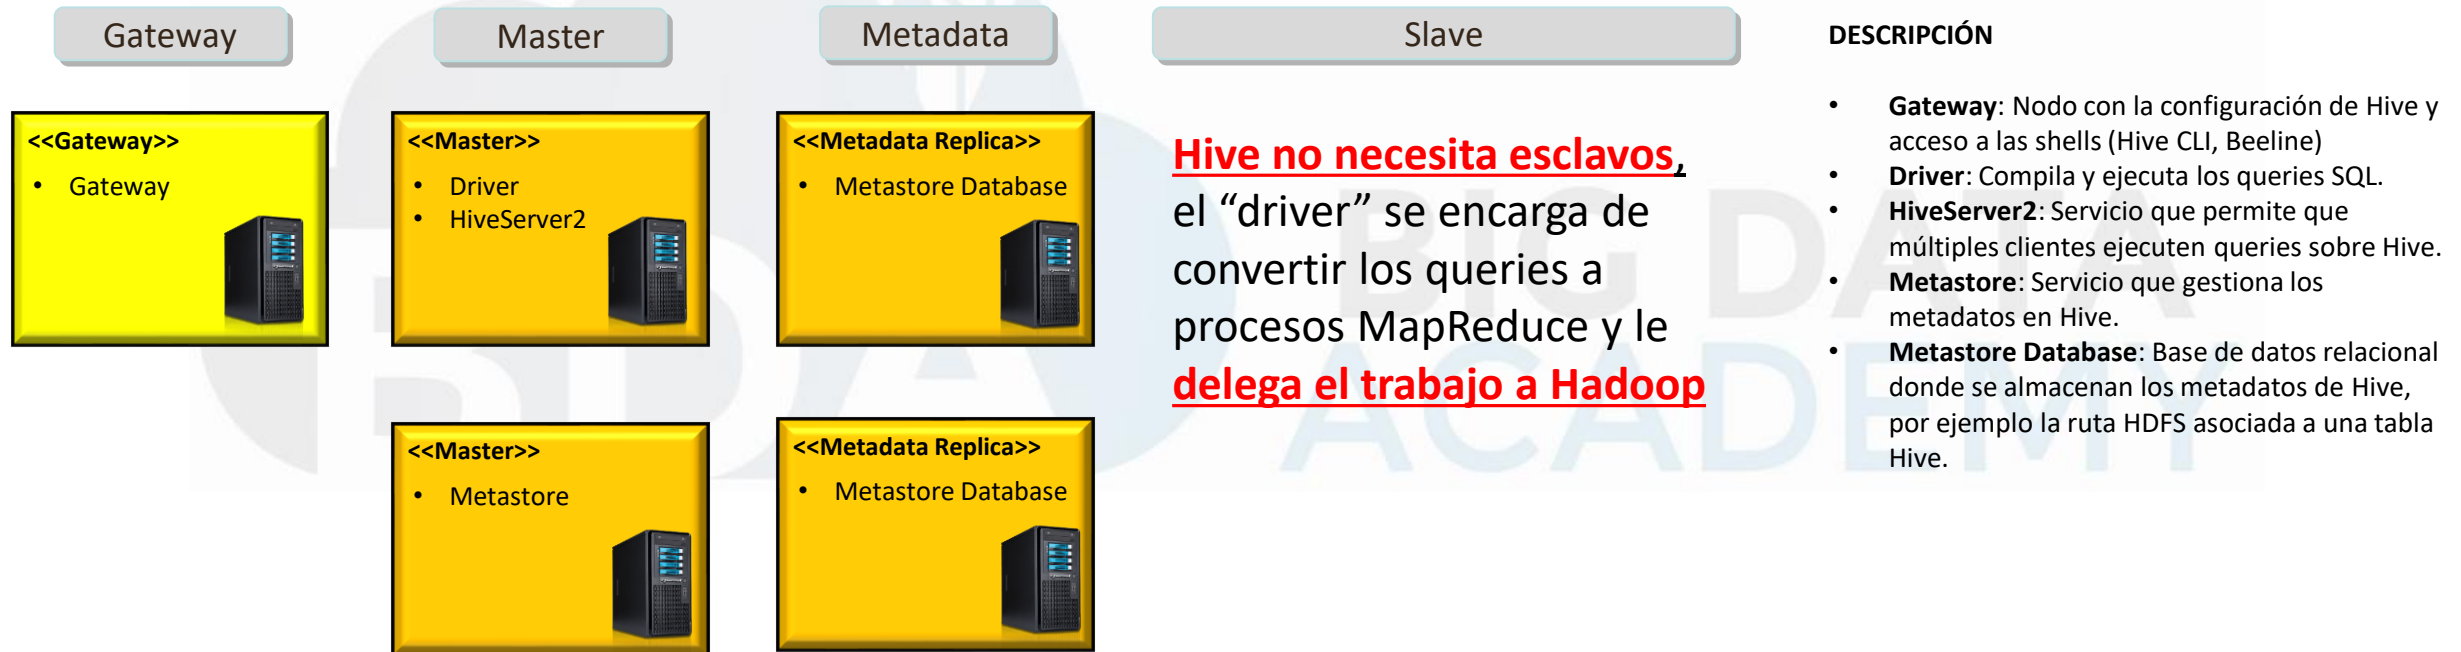 Gateway
Master
Metadata
Slave
<<Gateway>>
• Gateway
<<Master>>
• Driver
• HiveServer2
<<Metadata Replica>>
• Metastore Database
<<Master>>
• Metastore
<<Metadata Replica>>
• Metastore Database
Hive no necesita esclavos,
el “driver” se encarga de
convertir los queries a
procesos MapReduce y le
delega el trabajo a Hadoop
DESCRIPCIÓN
• Gateway: Nodo con la configuración de Hive y
acceso a las shells (Hive CLI, Beeline)
• Driver: Compila y ejecuta los queries SQL.
• HiveServer2: Servicio que permite que
múltiples clientes ejecuten queries sobre Hive.
• Metastore: Servicio que gestiona los
metadatos en Hive.
• Metastore Database: Base de datos relacional
donde se almacenan los metadatos de Hive,
por ejemplo la ruta HDFS asociada a una tabla
Hive.
BDA
BIG DATA
ACADEMY